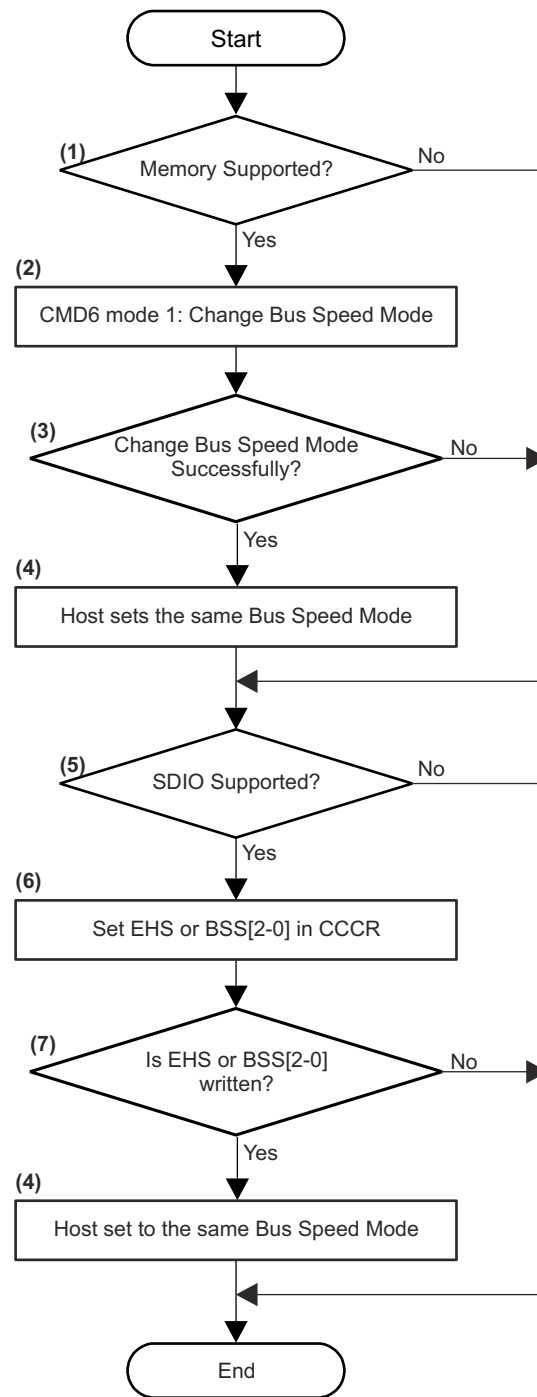 Start
(1)
Memory Supported?
No
Yes
(2)
CMD6 mode 1: Change Bus Speed Mode
(3)
Change Bus Speed Mode
Successfully?
No
Yes
(4)
Host sets the same Bus Speed Mode
(5)
SDIO Supported?
No
Yes
(6)
Set EHS or BSS[2-0] in CCCR
(7)
Is EHS or BSS[2-0]
written?
No
Yes
(4)
Host set to the same Bus Speed Mode
End